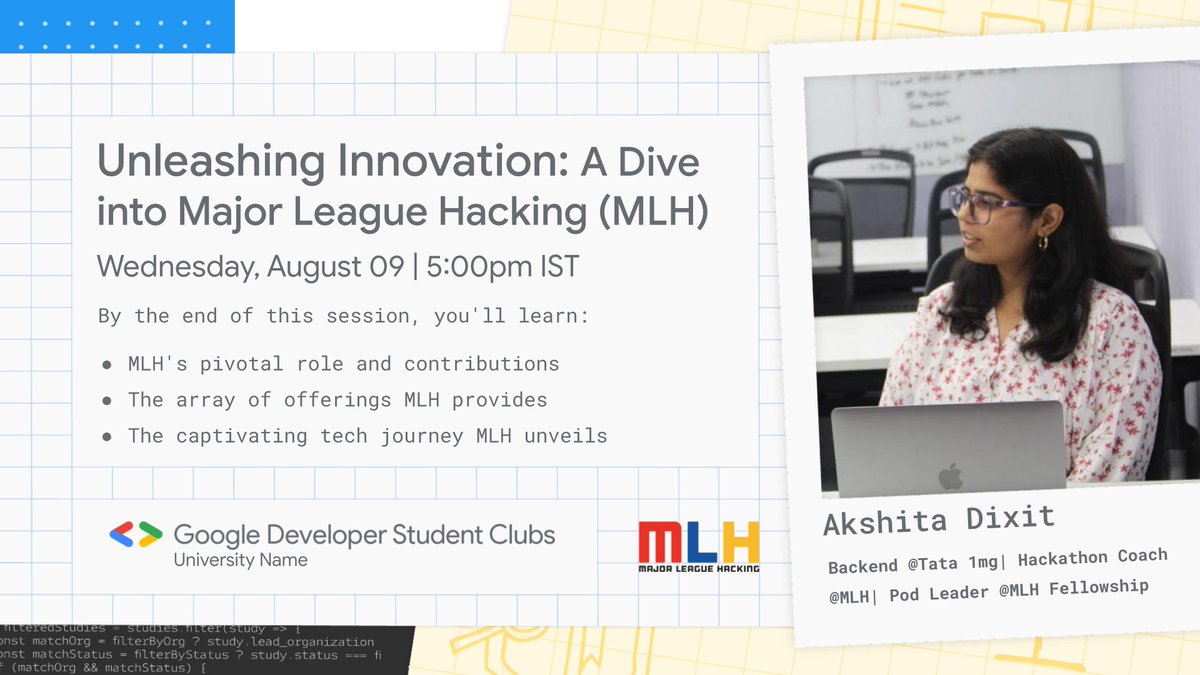 Unleashing Innovation: A Dive
into Major League Hacking (MLH)
Wednesday, August 09 | 5:00pm IST
By the end of this session, you'll learn:
● MLH's pivotal role and contributions
● The array of offerings MLH provides
● The captivating tech journey MLH unveils
Google Developer Student Clubs
University Name
MLH
MAJOR LEAGUE HACKING
Akshita Dixit
Backend @Tata 1mg| Hackathon Coach
@MLH| Pod Leader @MLH Fellowship
filteredStudies = studies.filter(study => {
onst matchOrg = filterByOrg ? study.lead_organization
onst matchStatus = filterByStatus ? study.status === fi
f (matchOrg && matchStatus) {